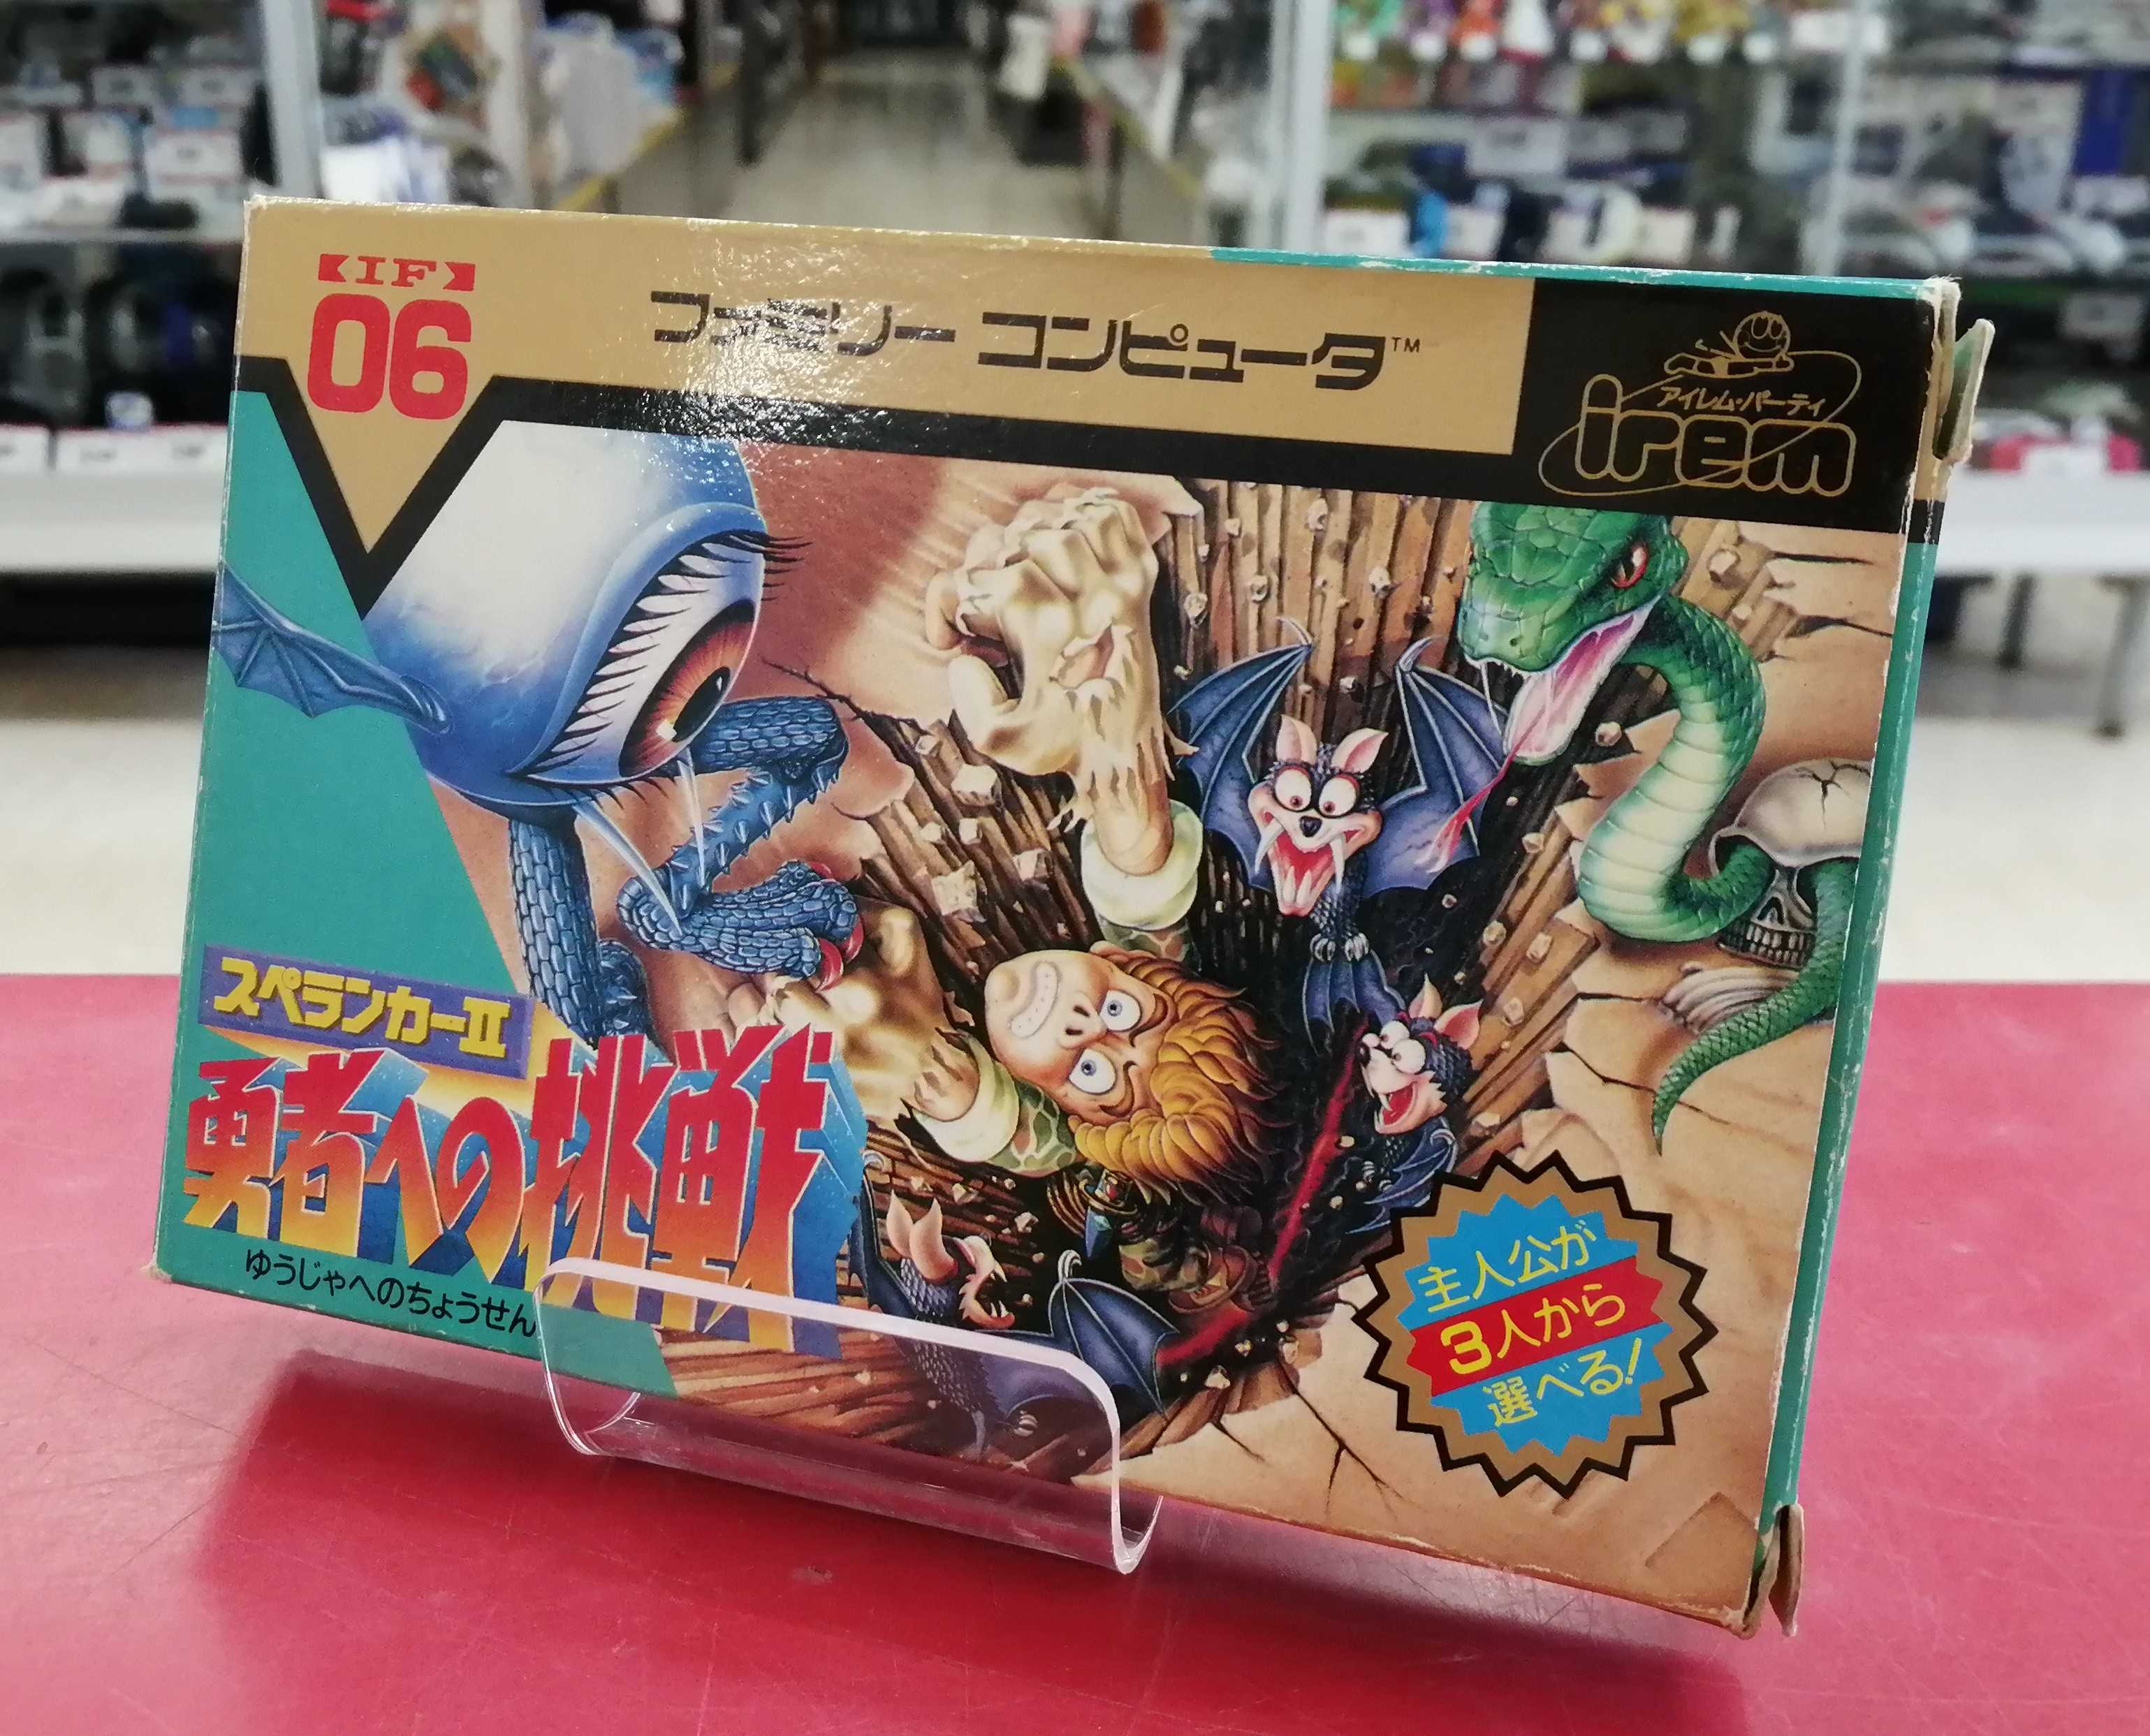 IF
06
ファミリー コンピュータ™
アイレム・パーティ
irem
スペランカーII
勇者への挑戦
ゆうじゃへのちょうせん
主人公が
3人から
選べる!